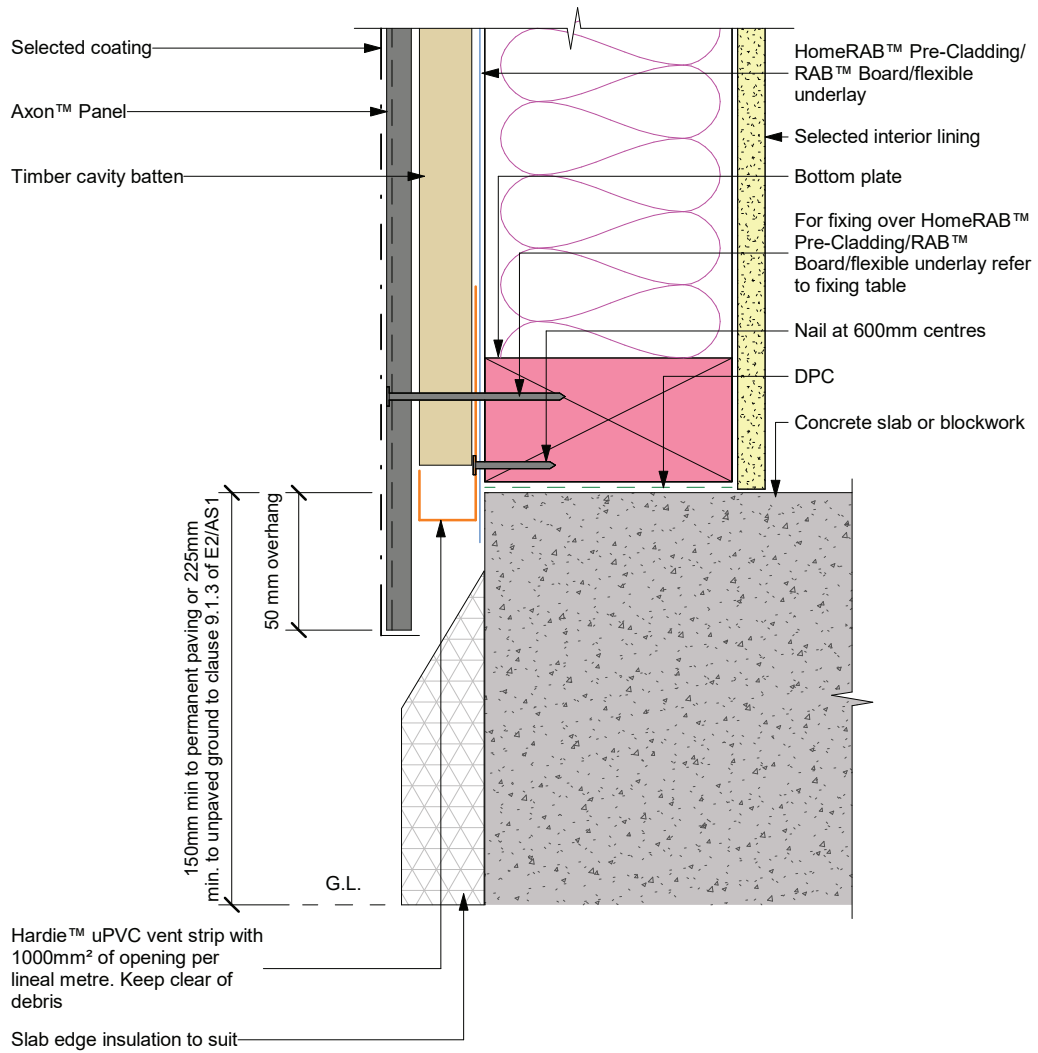 Selected coating
Axon™ Panel
Timber cavity batten
HomeRAB™ Pre-Cladding/
RAB™ Board/flexible
underlay
Selected interior lining
Bottom plate
For fixing over HomeRAB™
Pre-Cladding/RAB™
Board/flexible underlay refer
to fixing table
Nail at 600mm centres
DPC
Concrete slab or blockwork
150mm min to permanent paving or 225mm
min. to unpaved ground to clause 9.1.3 of E2/AS1
50 mm overhang
G.L.
Hardie™ uPVC vent strip with
1000mm² of opening per
lineal metre. Keep clear of
debris
Slab edge insulation to suit